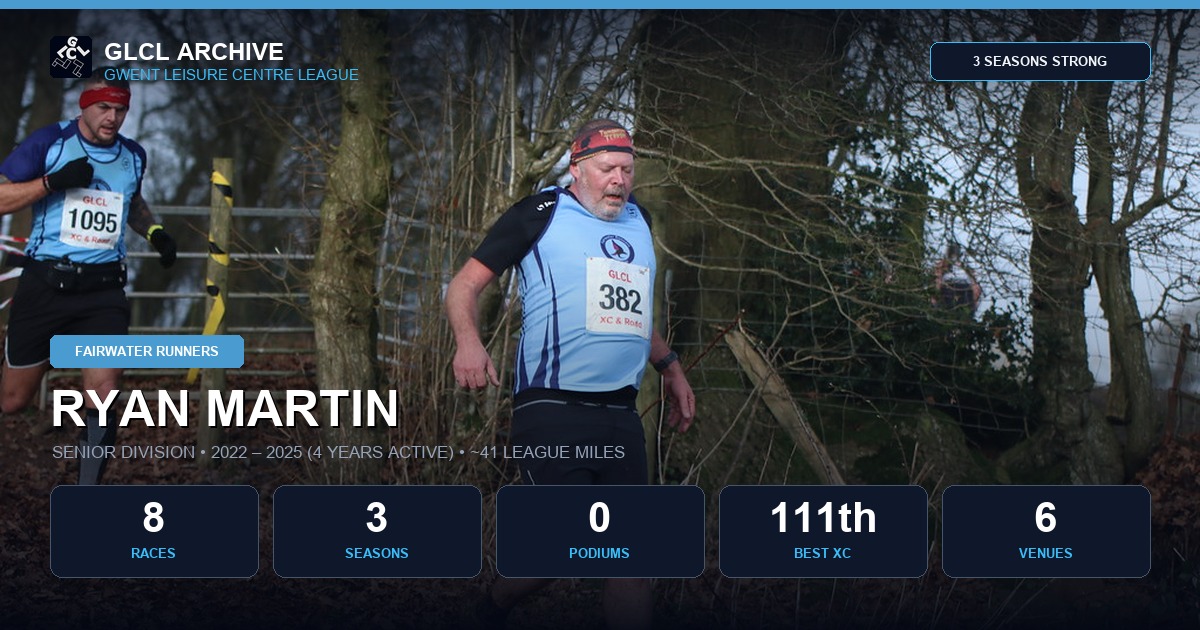 GLCL ARCHIVE
GWENT LEISURE CENTRE LEAGUE
3 SEASONS STRONG
GLCL
1095
XC & Road
GLCL
382
XC & Road
FAIRWATER RUNNERS
RYAN MARTIN
SENIOR DIVISION • 2022 – 2025 (4 YEARS ACTIVE) • ~41 LEAGUE MILES
8
RACES
3
SEASONS
0
PODIUMS
111th
BEST XC
6
VENUES